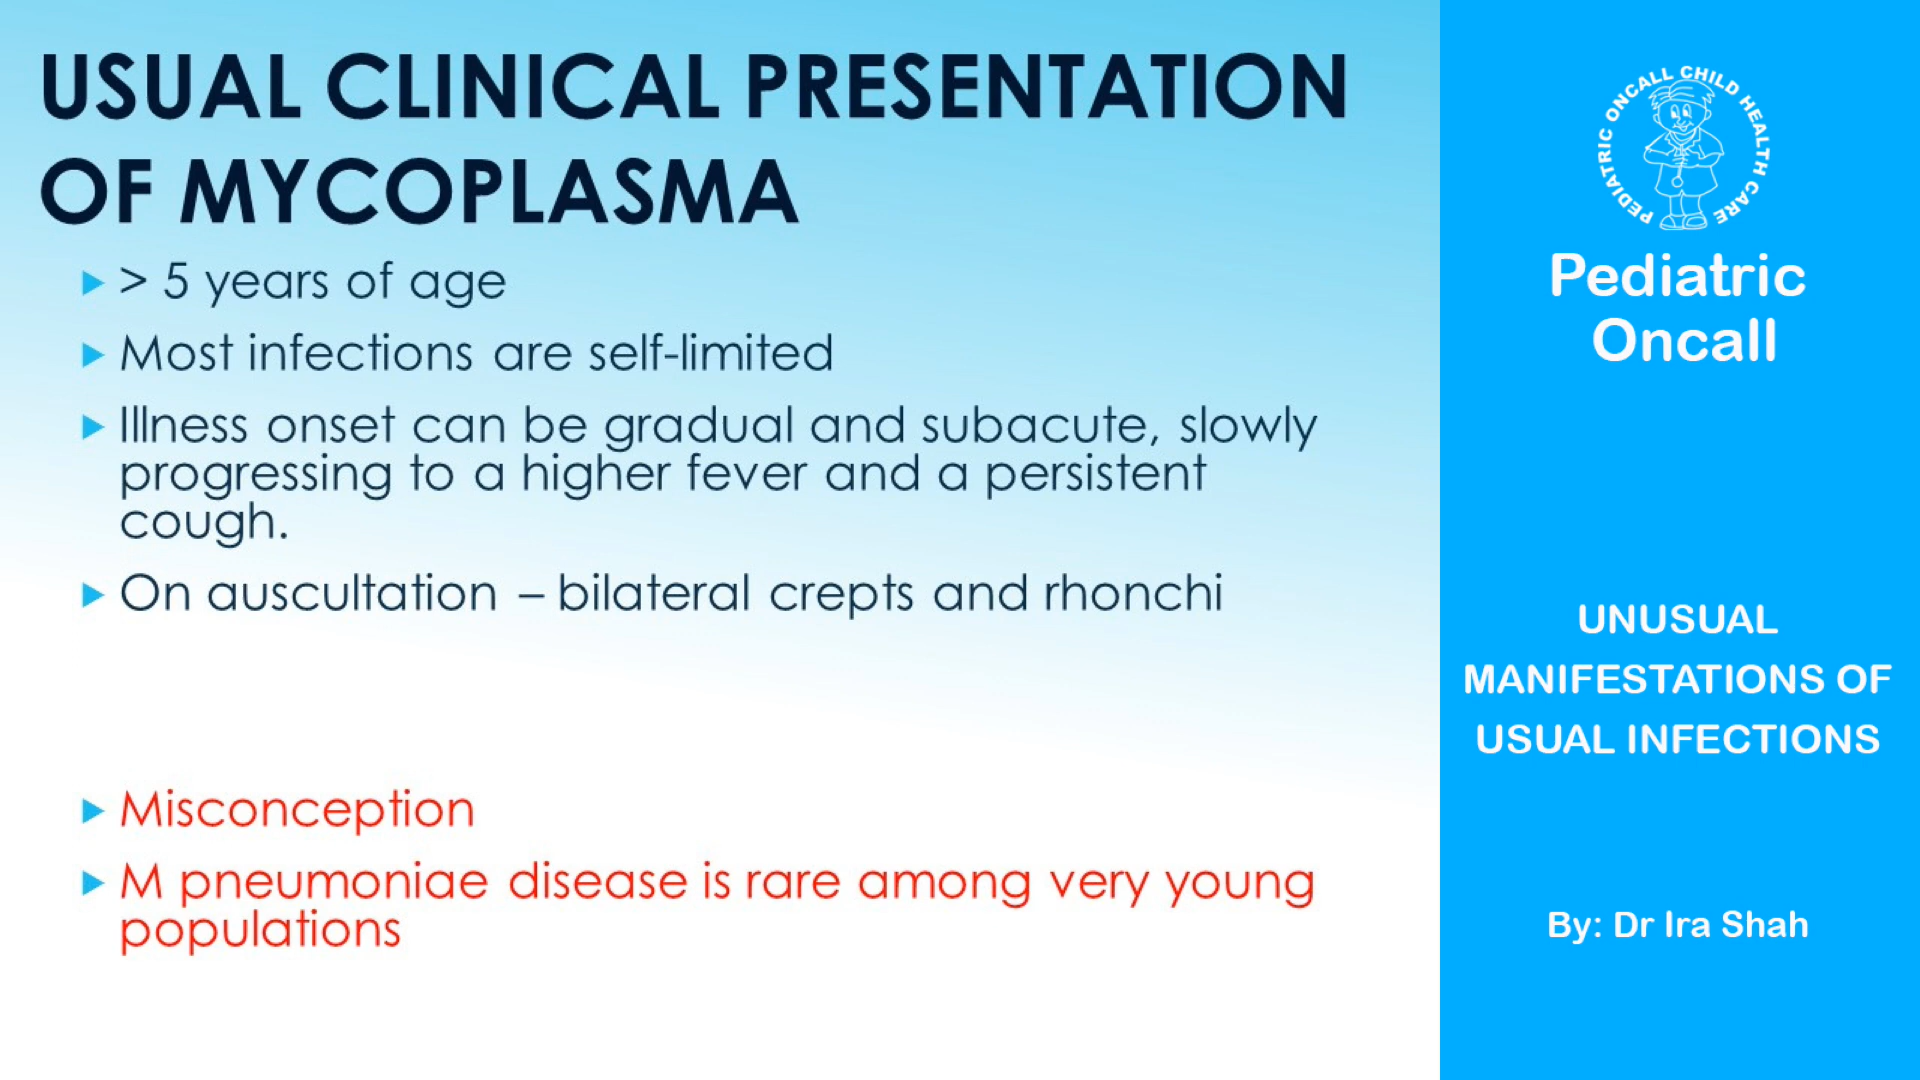 USUAL CLINICAL PRESENTATION
OF MYCOPLASMA
> 5 years of age
Most infections are self-limited
Illness onset can be gradual and subacute, slowly
progressing to a higher fever and a persistent
cough.
On auscultation – bilateral crepts and rhonchi
Misconception
M pneumoniae disease is rare among very young
populations
PEDIATRIC ONCALL CHILD HEALTH CARE
Pediatric
Oncall
UNUSUAL
MANIFESTATIONS OF
USUAL INFECTIONS
By: Dr Ira Shah